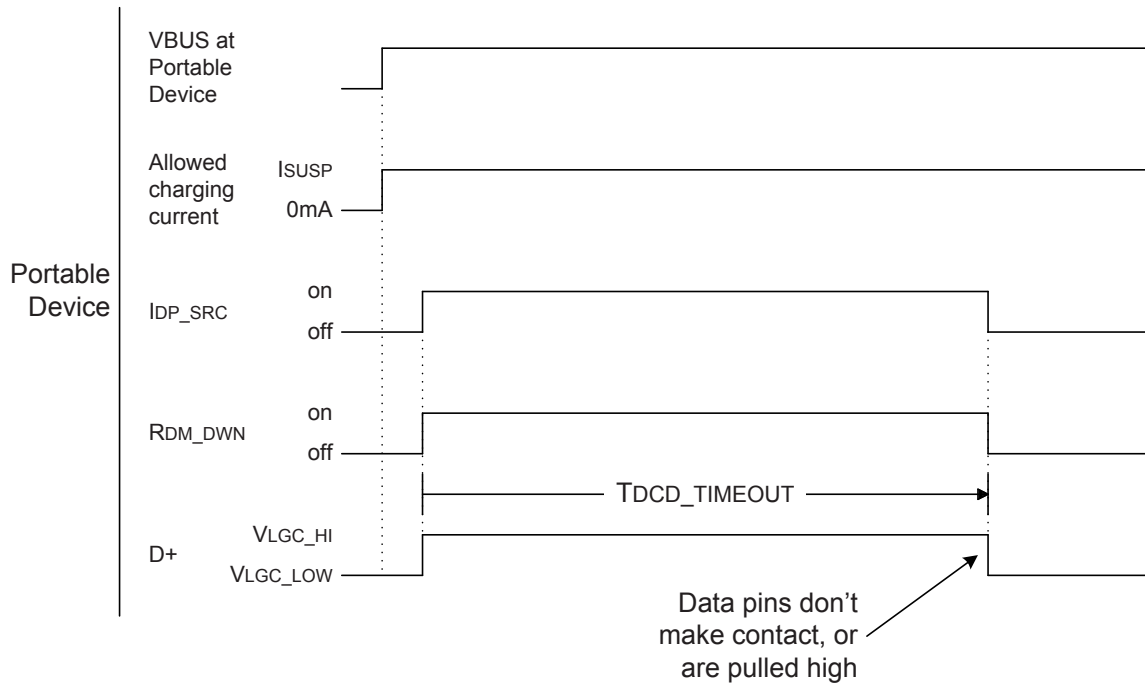 VBUS at
Portable
Device
Allowed
charging
current
ISUSP
0mA
Portable
Device
IDP_SRC
on
off
RDM_DWN
on
off
TDCD_TIMEOUT
D+
VLGC_HI
VLGC_LOW
Data pins don’t
make contact, or
are pulled high